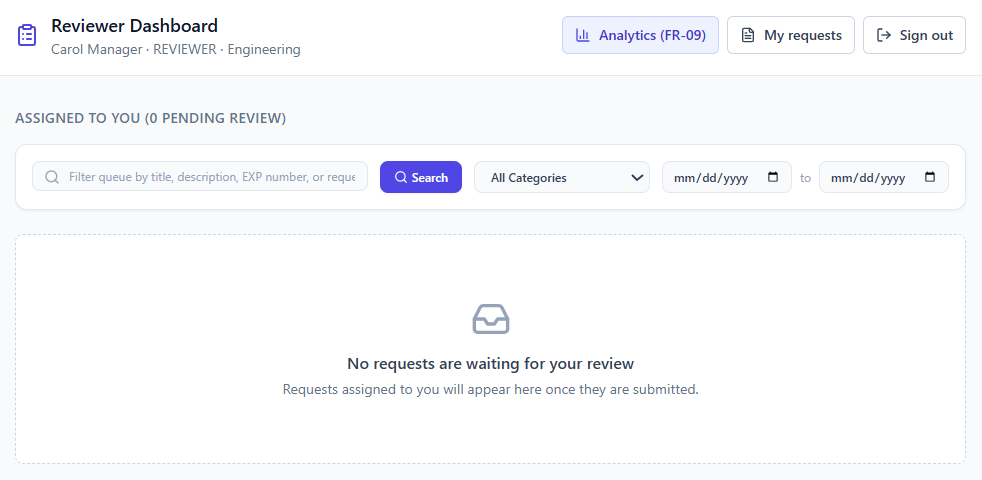 Reviewer Dashboard
Carol Manager · REVIEWER · Engineering
Analytics (FR-09)
My requests
Sign out
ASSIGNED TO YOU (0 PENDING REVIEW)
Filter queue by title, description, EXP number, or reque
Search
All Categories
mm/dd/yyyy
to
mm/dd/yyyy
No requests are waiting for your review
Requests assigned to you will appear here once they are submitted.